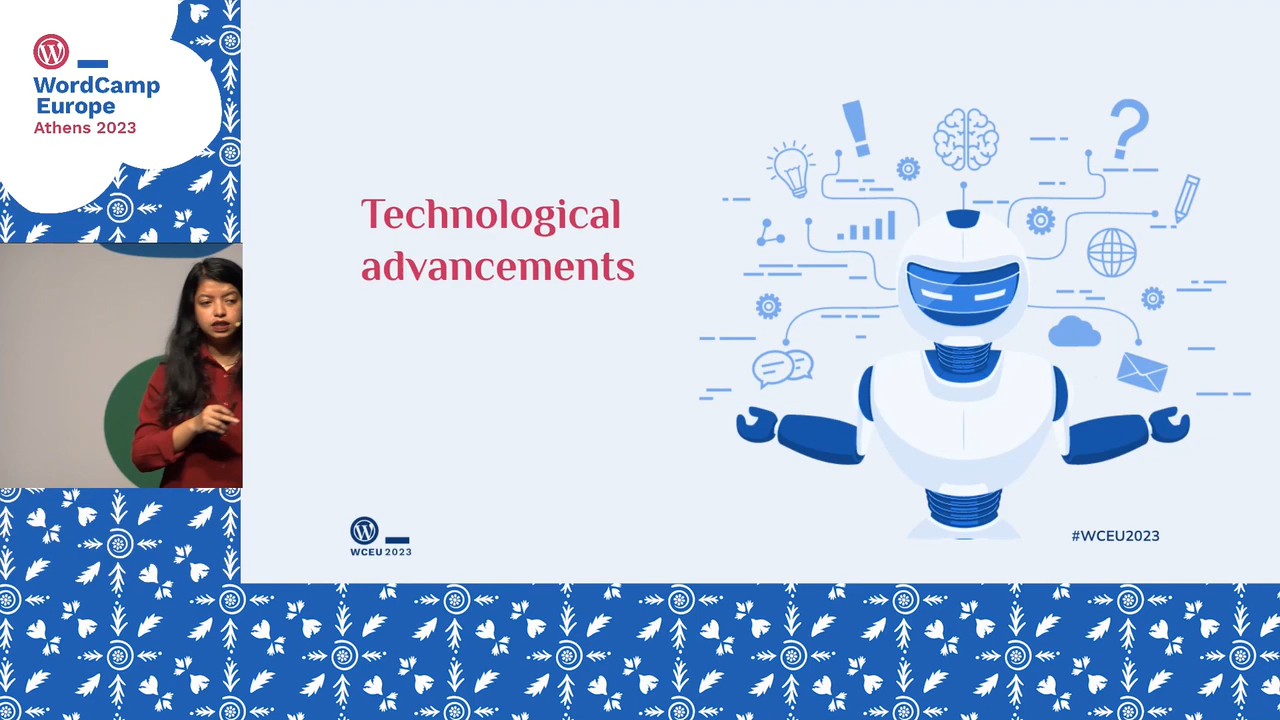 WordCamp
Europe
Athens 2023
Technological
advancements
WCEU 2023
#WCEU2023